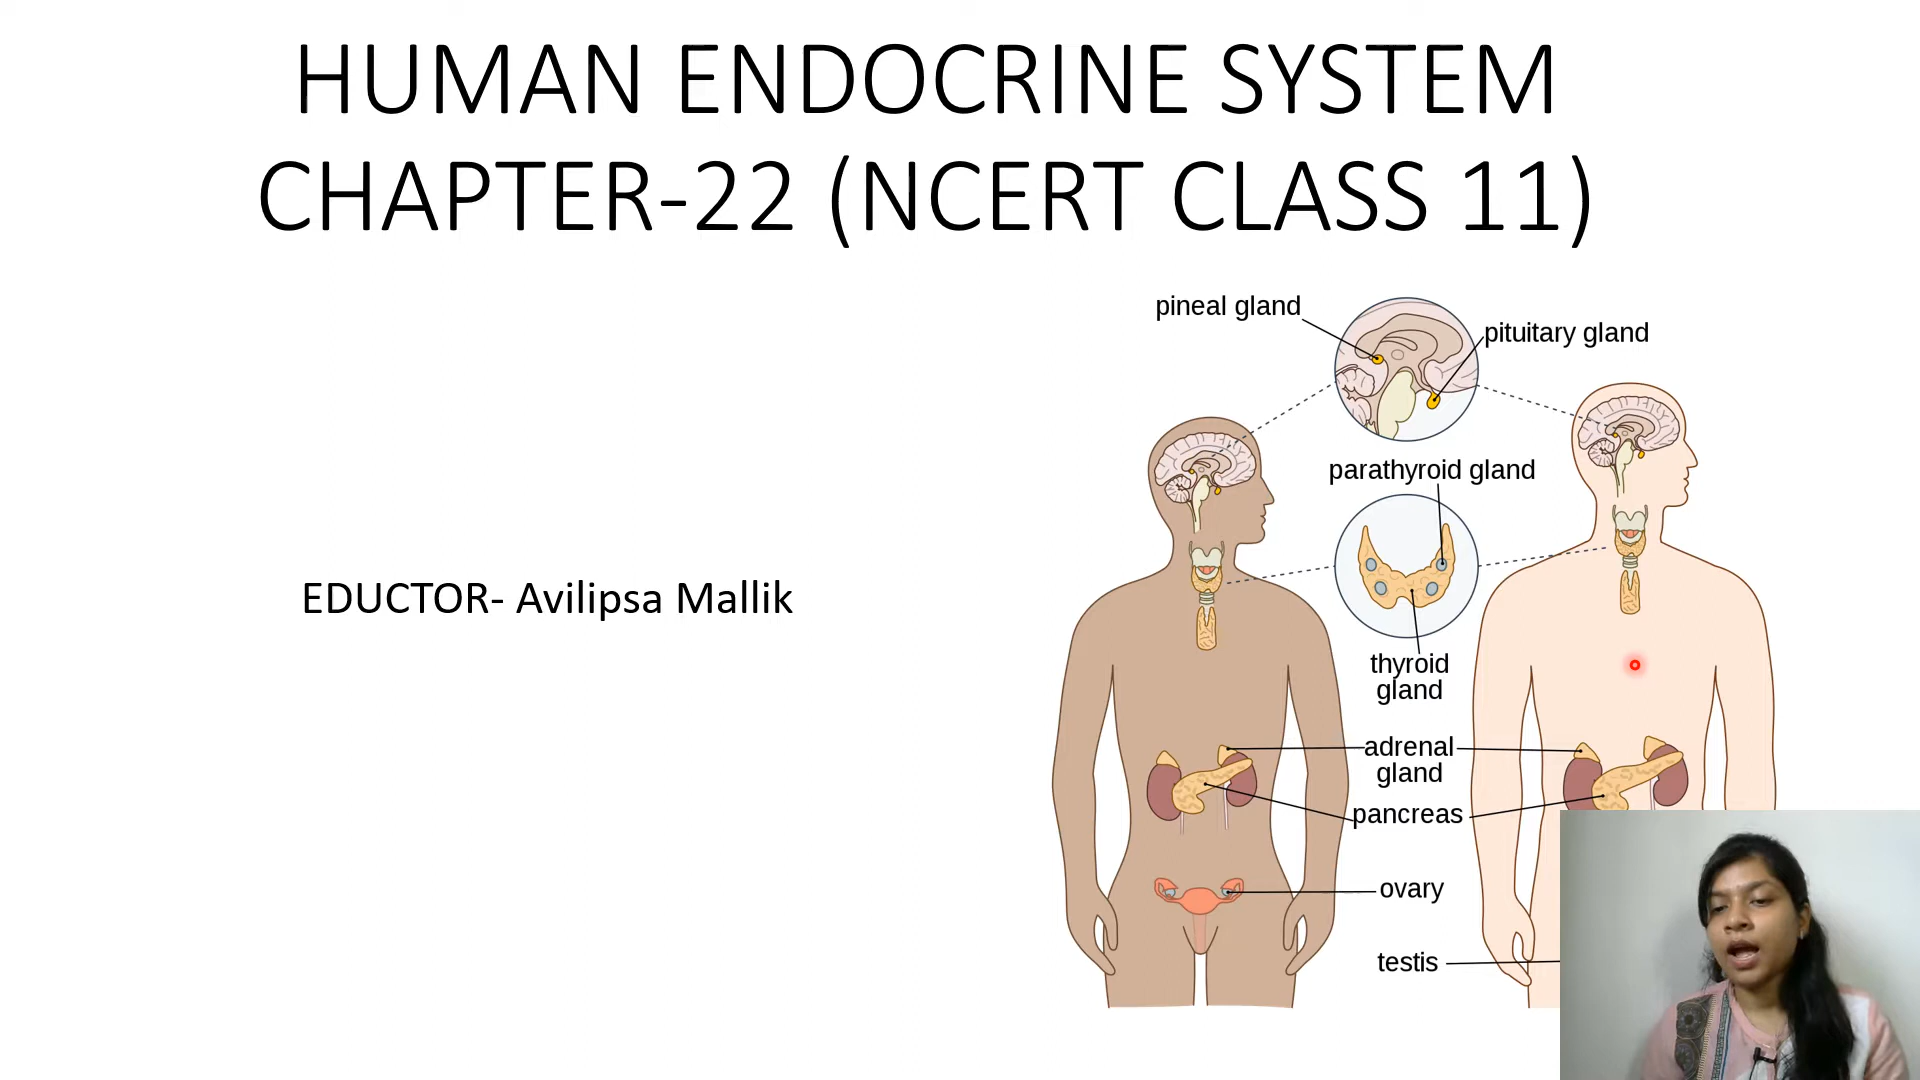 HUMAN ENDOCRINE SYSTEM
CHAPTER-22 (NCERT CLASS 11)
pineal gland
pituitary gland
parathyroid gland
EDUCTOR- Avilipsa Mallik
thyroid
gland
adrenal
gland
pancreas
ovary
testis